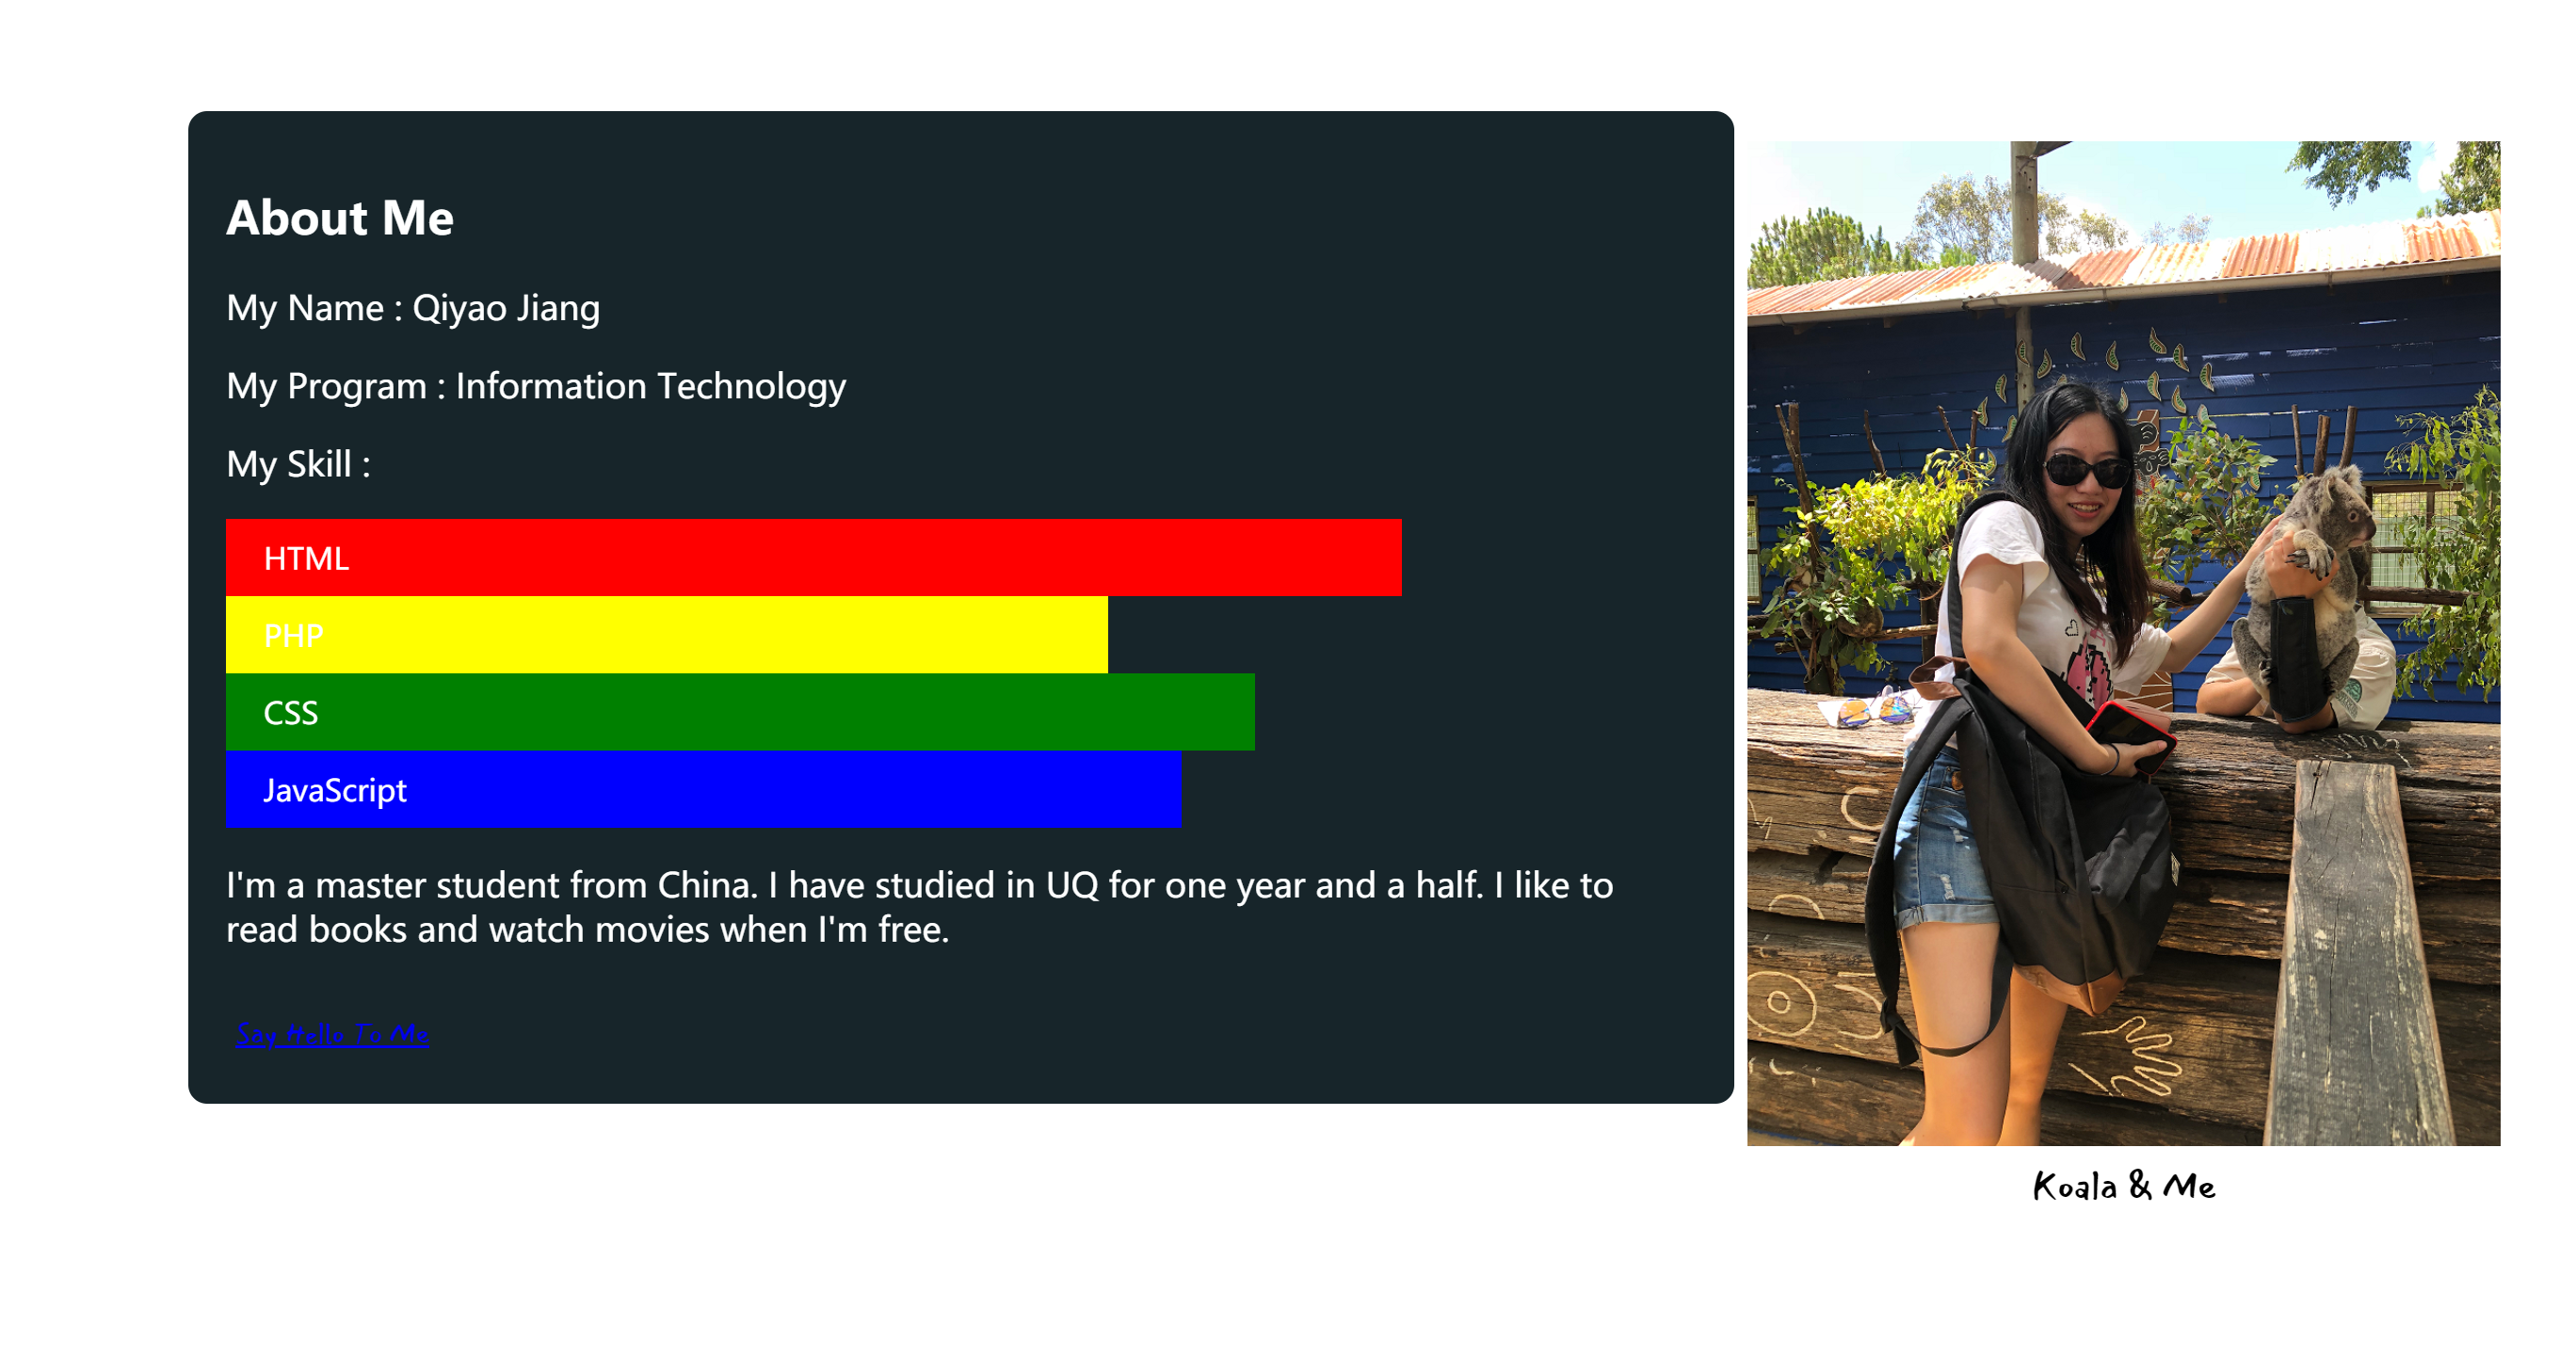 About Me
My Name : Qiyao Jiang
My Program : Information Technology
My Skill :
HTML
PHP
CSS
JavaScript
I'm a master student from China. I have studied in UQ for one year and a half. I like to
read books and watch movies when I'm free.
Say Hello To Me
Koala & Me